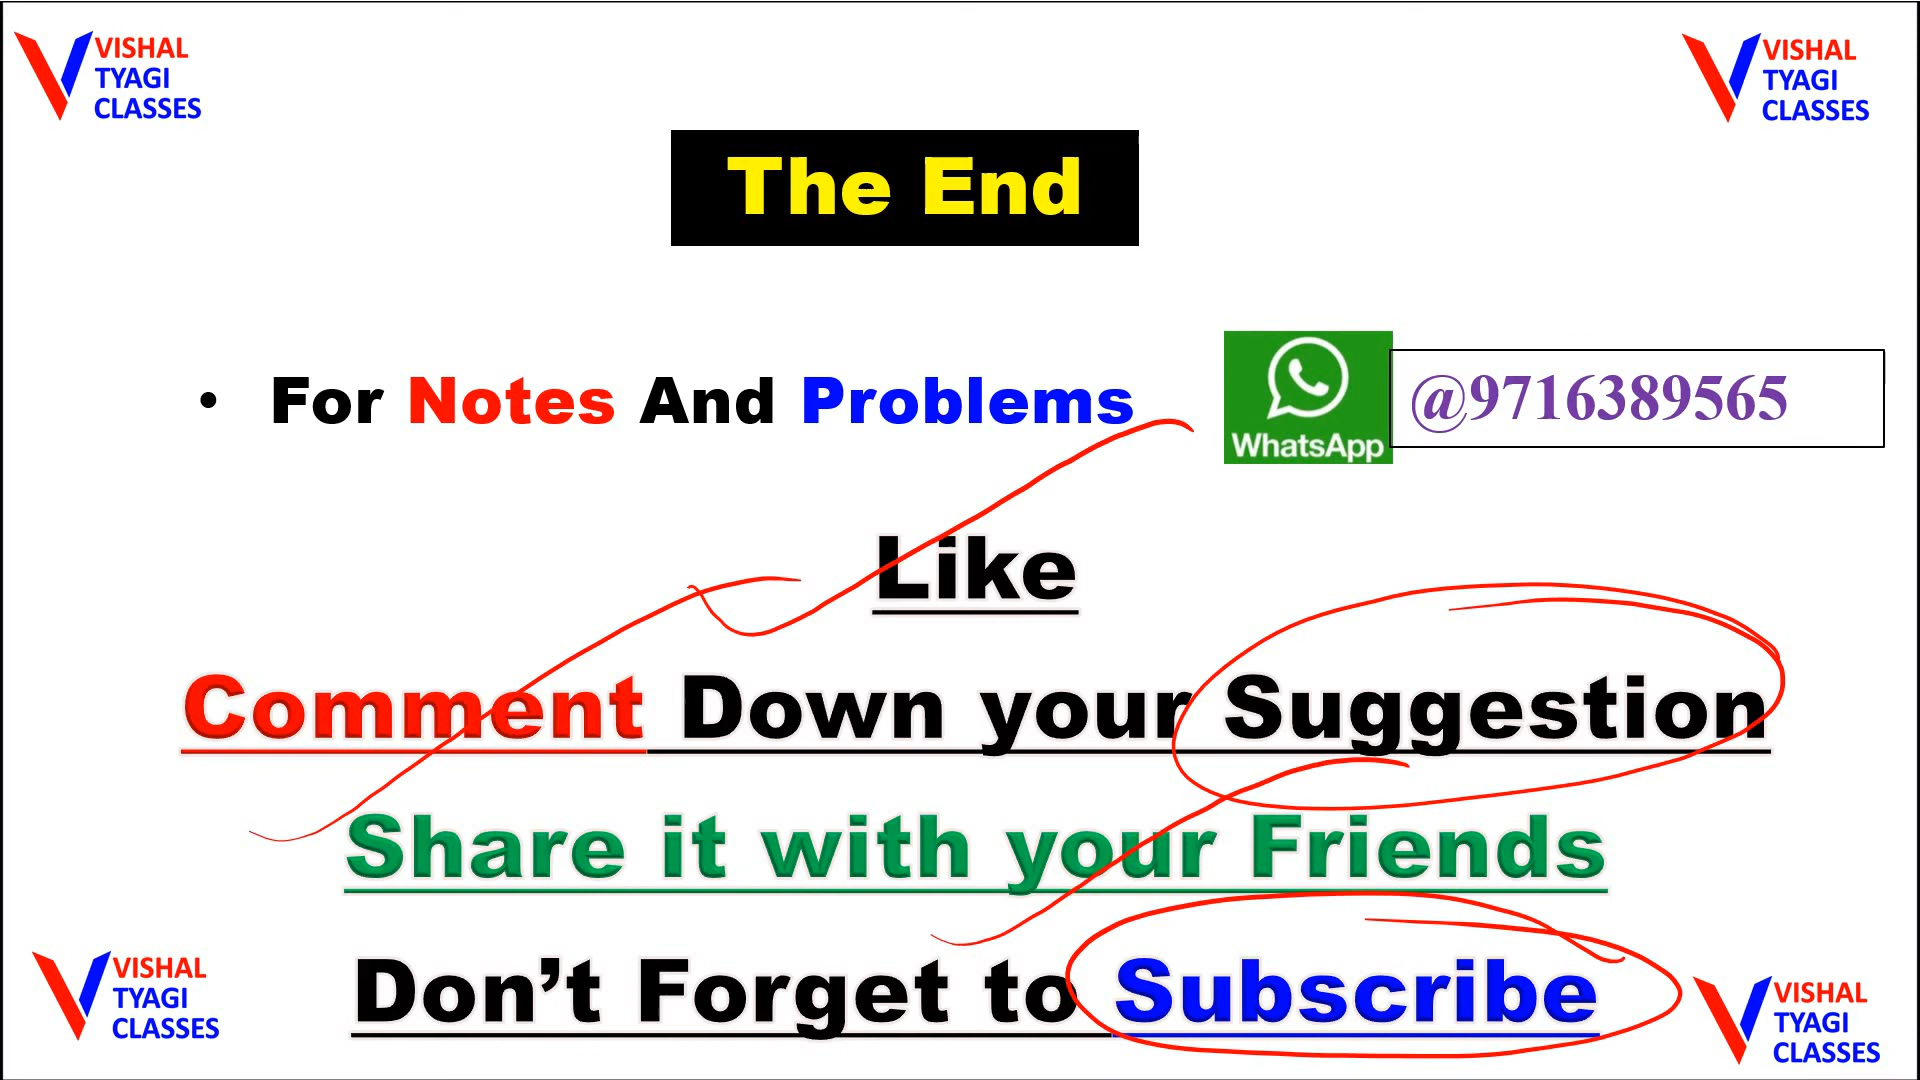 VISHAL
TYAGI
CLASSES
VISHAL
TYAGI
CLASSES
The End
• For Notes And Problems
WhatsApp
@9716389565
Like
Comment Down your Suggestion
Share it with your Friends
Don’t Forget to Subscribe
VISHAL
TYAGI
CLASSES
VISHAL
TYAGI
CLASSES